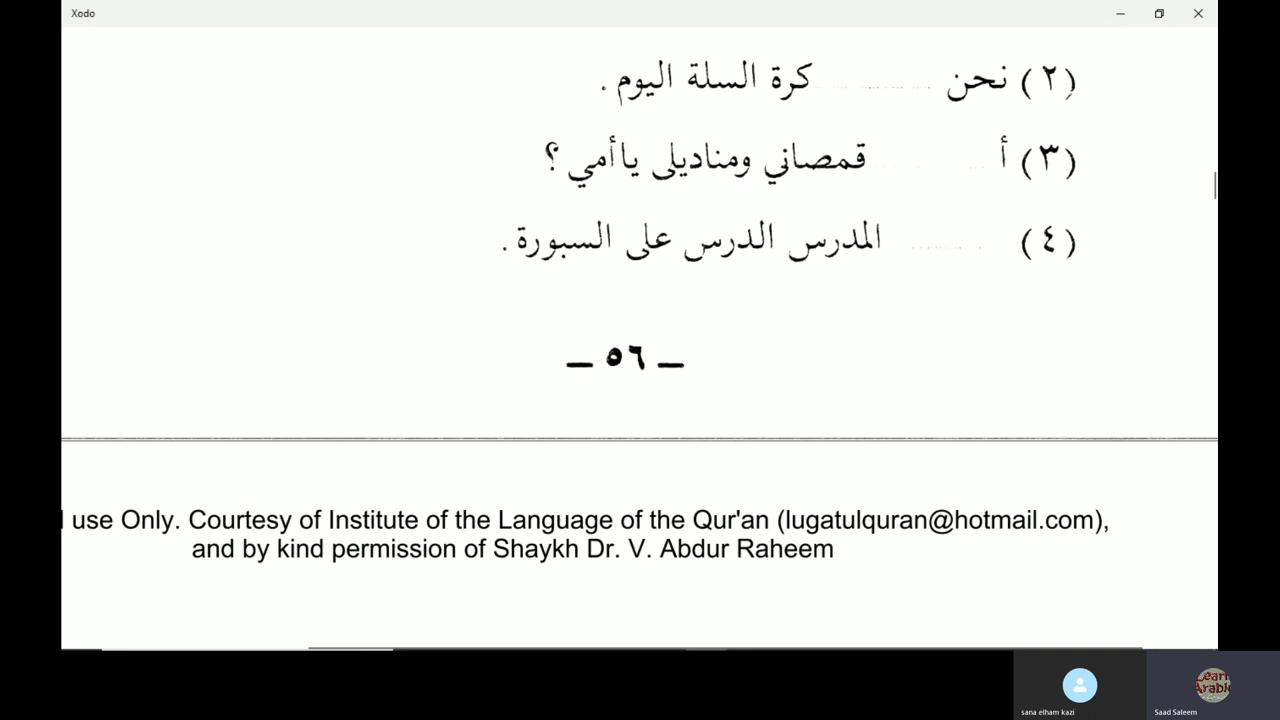 Xodo
(٢) نحن ........ كرة السلة اليوم .
(٣) أ ........ قمصاني ومناديلى ياأمي ؟
(٤) ........ المدرس الدرس على السبورة .
— ٥٦ —
use Only. Courtesy of Institute of the Language of the Qur'an (lugatulquran@hotmail.com),
and by kind permission of Shaykh Dr. V. Abdur Raheem
Learn
Arabic
sana elham kazi
Saad Saleem